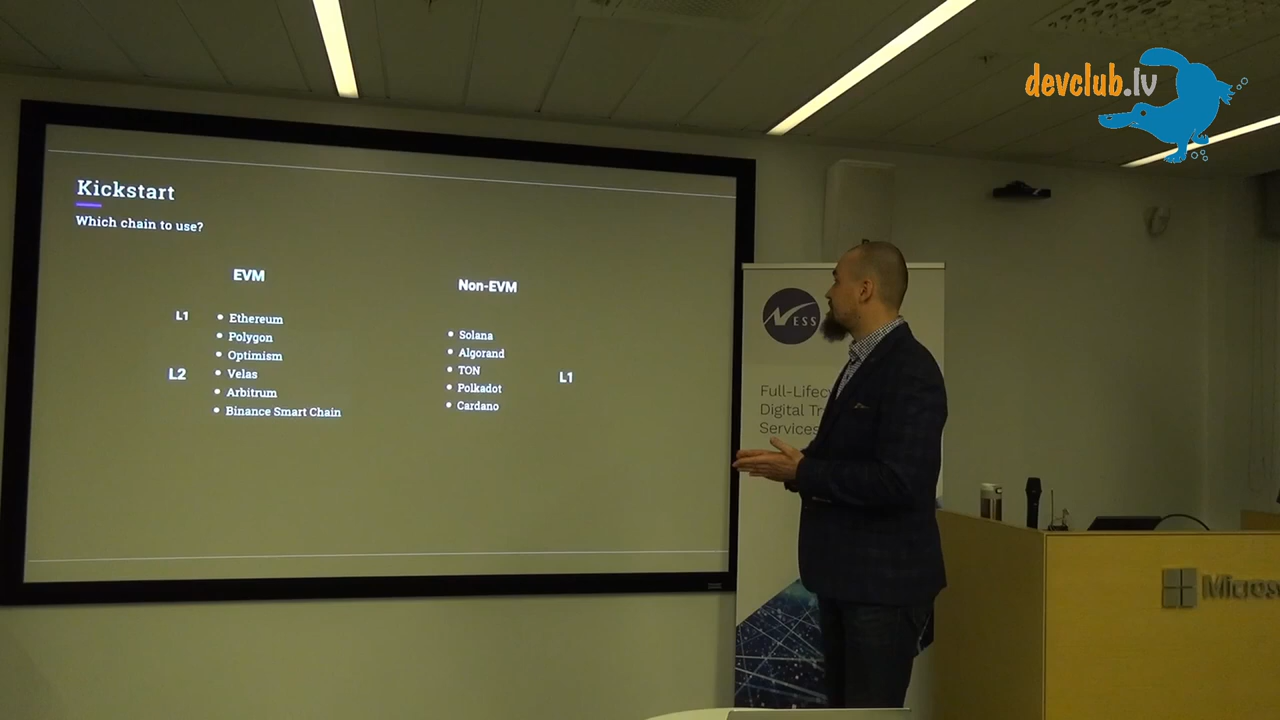 devclub.lv
Kickstart
Which chain to use?
EVM
L1
Ethereum
Polygon
Optimism
L2
Velas
Arbitrum
Binance Smart Chain
Non-EVM
Solana
Algorand
TON
Polkadot
Cardano
L1
NESS
Full-Lifec
Digital Tr
Services
Micros